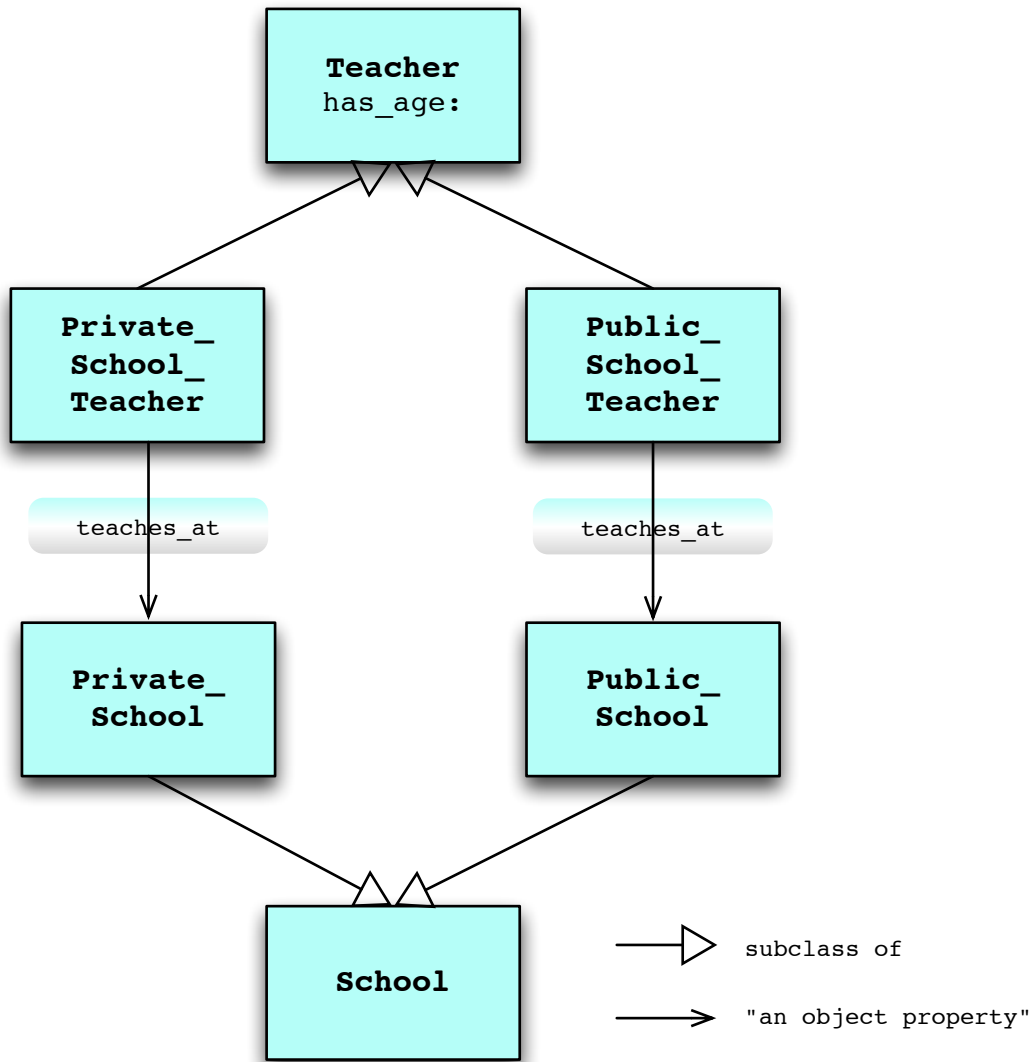 Teacher
has_age:
Private_
School_
Teacher
Public_
School_
Teacher
teaches_at
teaches_at
Private_
School
Public_
School
School
subclass of
"an object property"